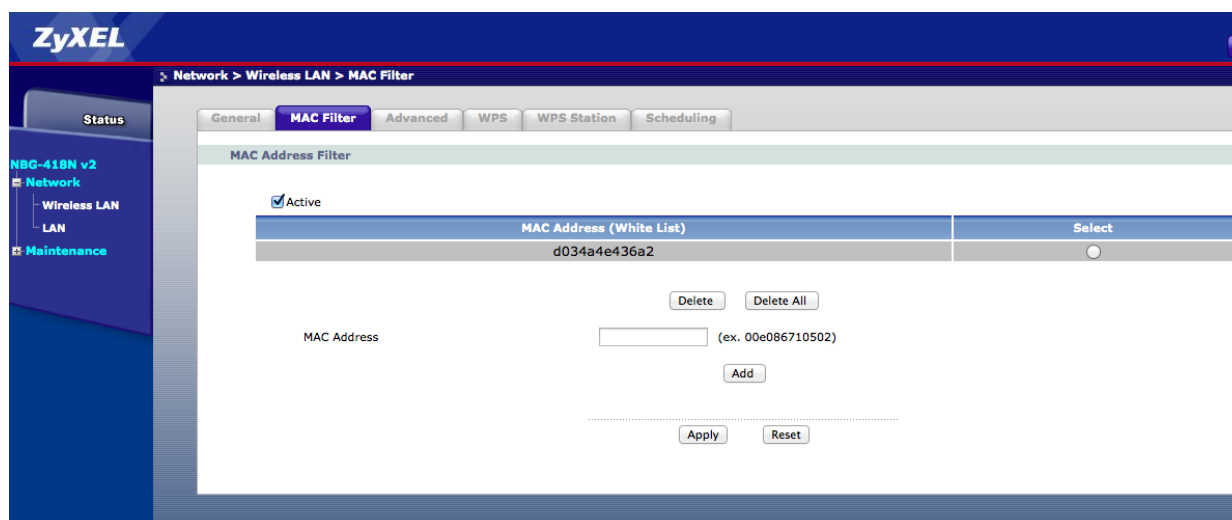 ZyXEL
Network > Wireless LAN > MAC Filter
Status
General MAC Filter Advanced WPS WPS Station Scheduling
MAC Address Filter
NBG-418N v2
Network
Wireless LAN
LAN
Maintenance
Active
MAC Address (White List) Select
d034a4e436a2
Delete Delete All
MAC Address (ex. 00e086710502)
Add
Apply Reset